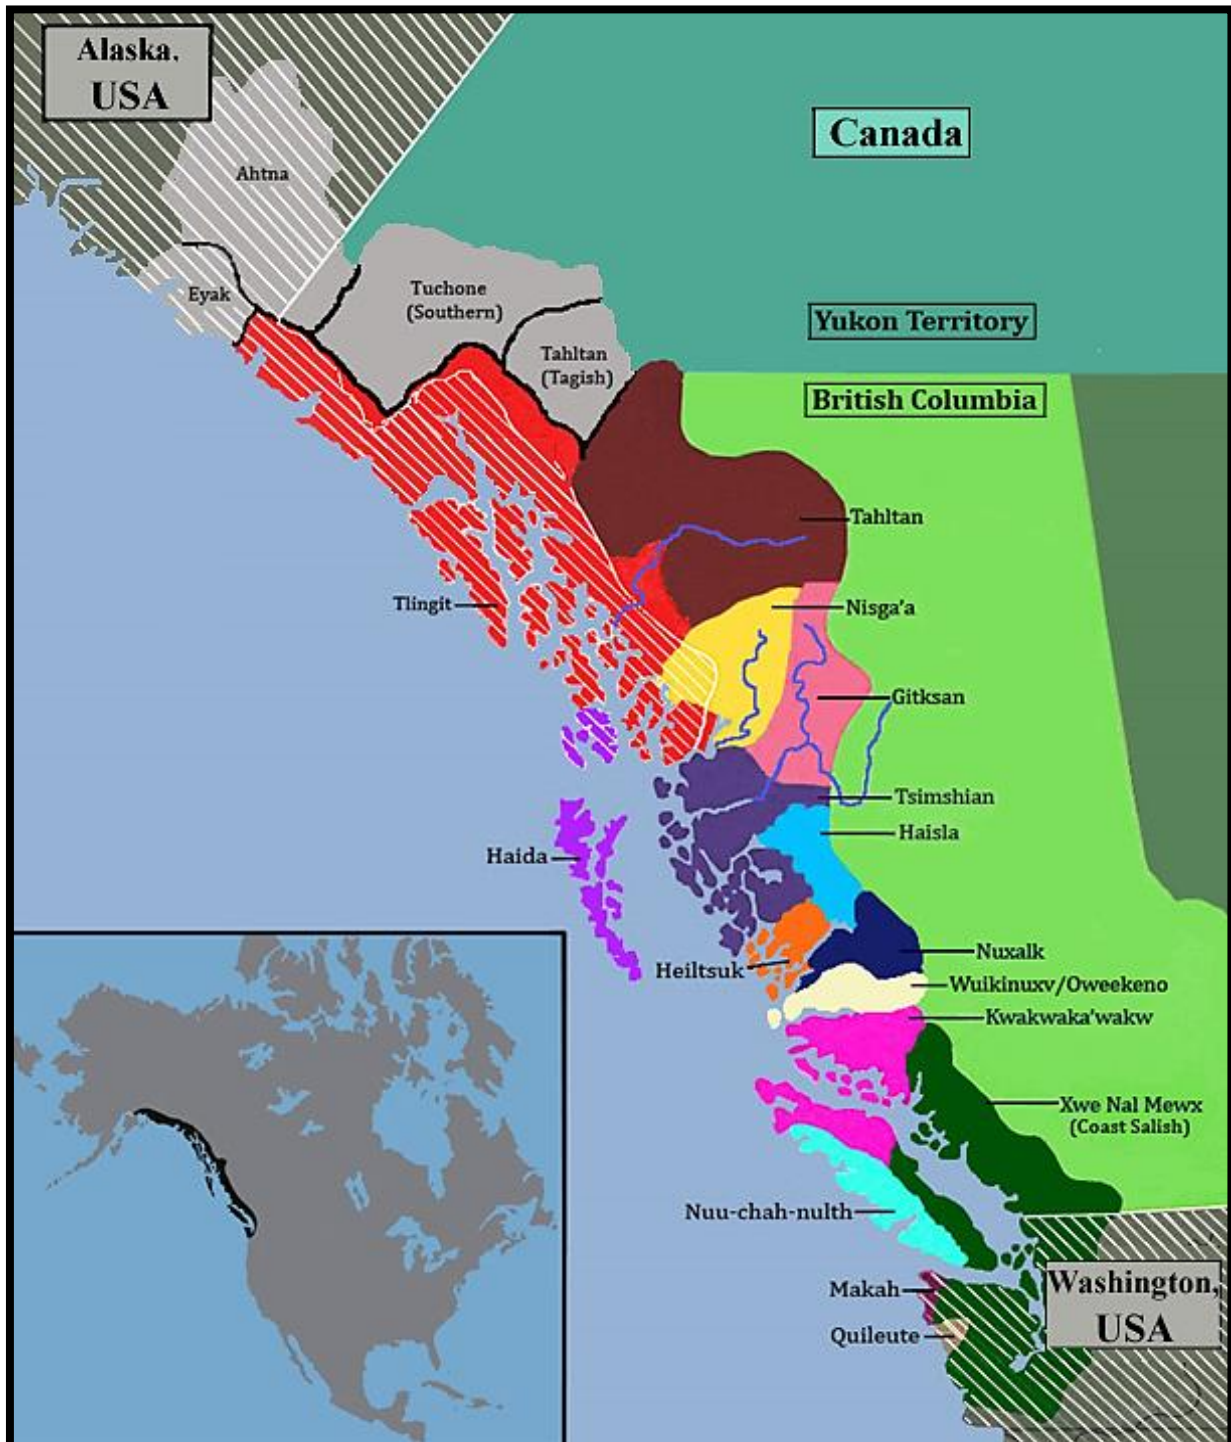 Alaska,
USA
Canada
Ahtna
Eyak
Tuchone
(Southern)
Yukon Territory
Tahltan
(Tagish)
British Columbia
Tahltan
Tlingit
Nisga'a
Gitksan
Tsimshian
Haisla
Haida
Nuxalk
Heiltsuk
Wuikinuxv/Oweekeno
Kwakwaka'wakw
Xwe Nal Mewx
(Coast Salish)
Nuu-chah-nulth
Makah
Washington,
USA
Quileute